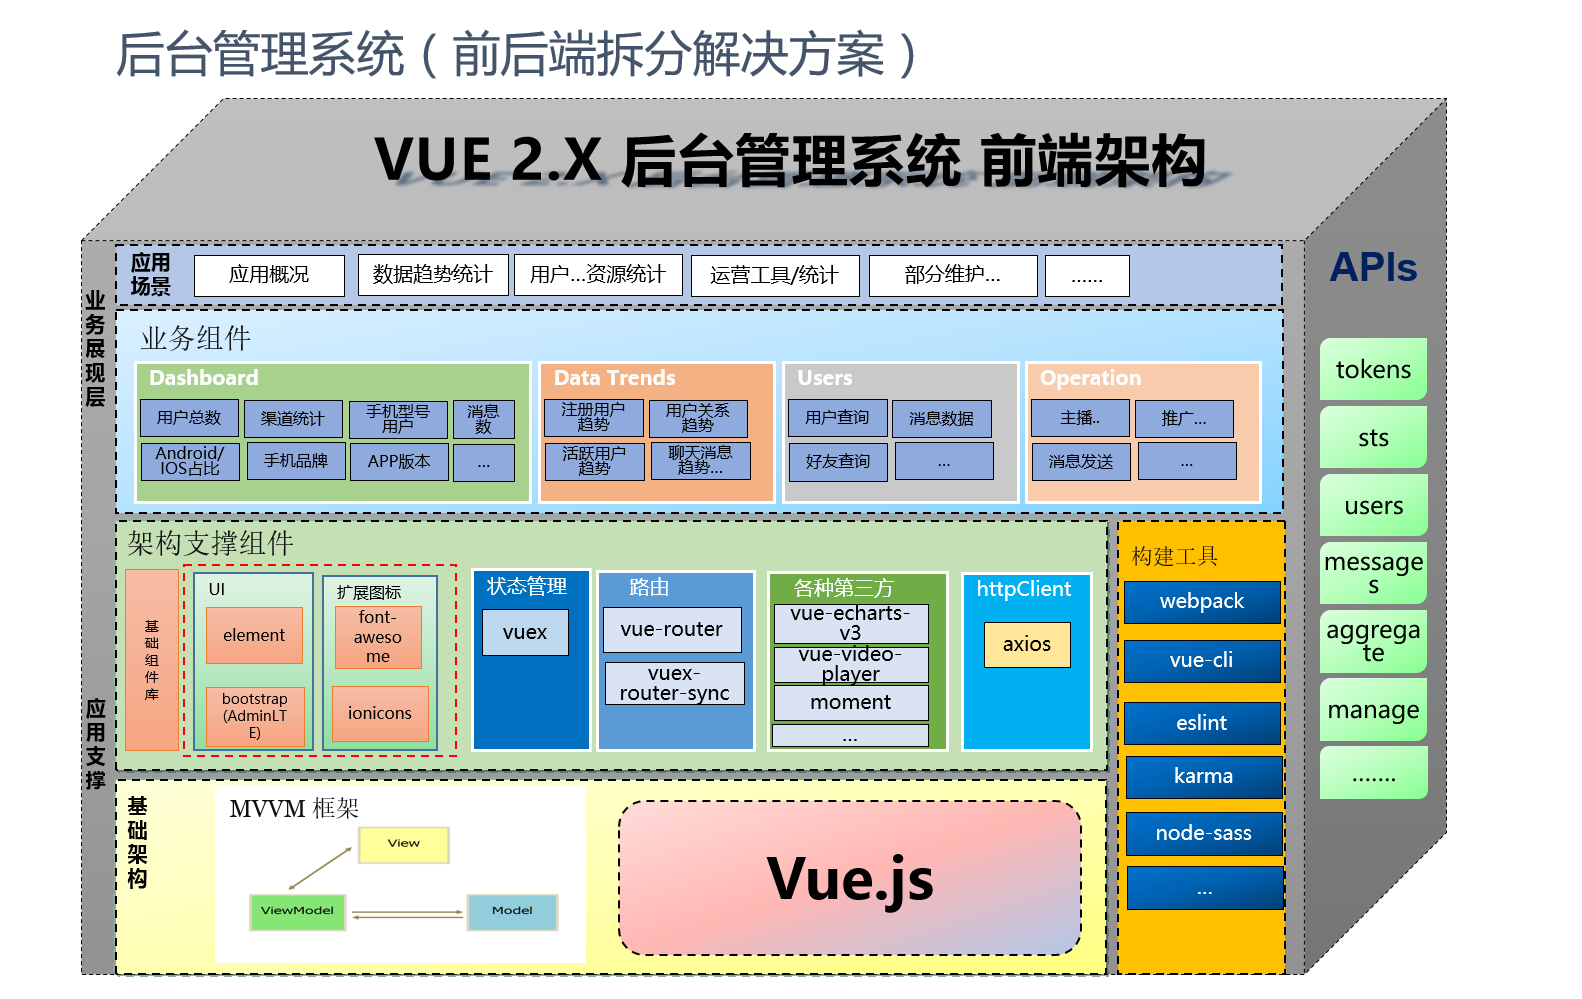 后台管理系统（前后端拆分解决方案）
VUE 2.X 后台管理系统 前端架构
业务展现层
应用
场景
应用概况
数据趋势统计
用户...资源统计
运营工具/统计
部分维护...
......
业务组件
Dashboard
用户总数
渠道统计
手机型号
用户
消息
数
Android/
IOS占比
手机品牌
APP版本
...
Data Trends
注册用户
趋势
用户关系
趋势
活跃用户
趋势
聊天消息
趋势...
Users
用户查询
消息数据
好友查询
...
Operation
主播..
推广...
消息发送
...
应用支撑
架构支撑组件
基础组件库
UI
element
bootstrap
(AdminLT
E)
扩展图标
font-
aweso
me
ionicons
状态管理
vuex
路由
vue-router
vuex-
router-sync
各种第三方
vue-echarts-
v3
vue-video-
player
moment
...
httpClient
axios
构建工具
webpack
vue-cli
eslint
karma
node-sass
...
基础架构
MVVM 框架
View
ViewModel
Model
Vue.js
APIs
tokens
sts
users
message
s
aggrega
te
manage
.......